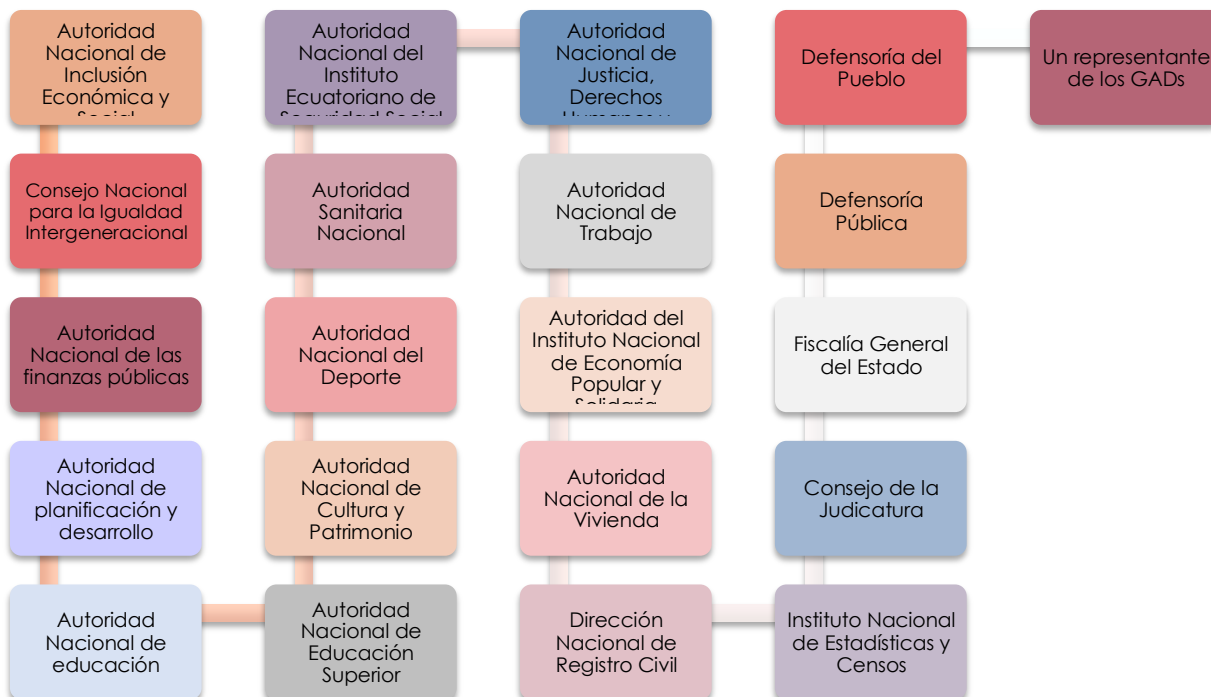 Autoridad
Nacional de
Inclusión
Económica y
Social
Consejo Nacional
para la Igualdad
Intergeneracional
Autoridad
Nacional de las
finanzas públicas
Autoridad
Nacional de
planificación y
desarrollo
Autoridad
Nacional de
educación
Autoridad
Nacional de
Educación
Superior
Autoridad
Nacional de
Cultura y
Patrimonio
Autoridad
Nacional del
Deporte
Autoridad
Sanitaria
Nacional
Autoridad
Nacional del
Instituto
Ecuatoriano de
Seguridad Social
Autoridad
Nacional de
Justicia,
Derechos
Humanos y
Autoridad
Nacional de
Trabajo
Autoridad del
Instituto Nacional
de Economía
Popular y
Solidaria
Autoridad
Nacional de la
Vivienda
Dirección
Nacional de
Registro Civil
Instituto Nacional
de Estadísticas y
Censos
Consejo de la
Judicatura
Fiscalía General
del Estado
Defensoría
Pública
Defensoría del
Pueblo
Un representante
de los GADs